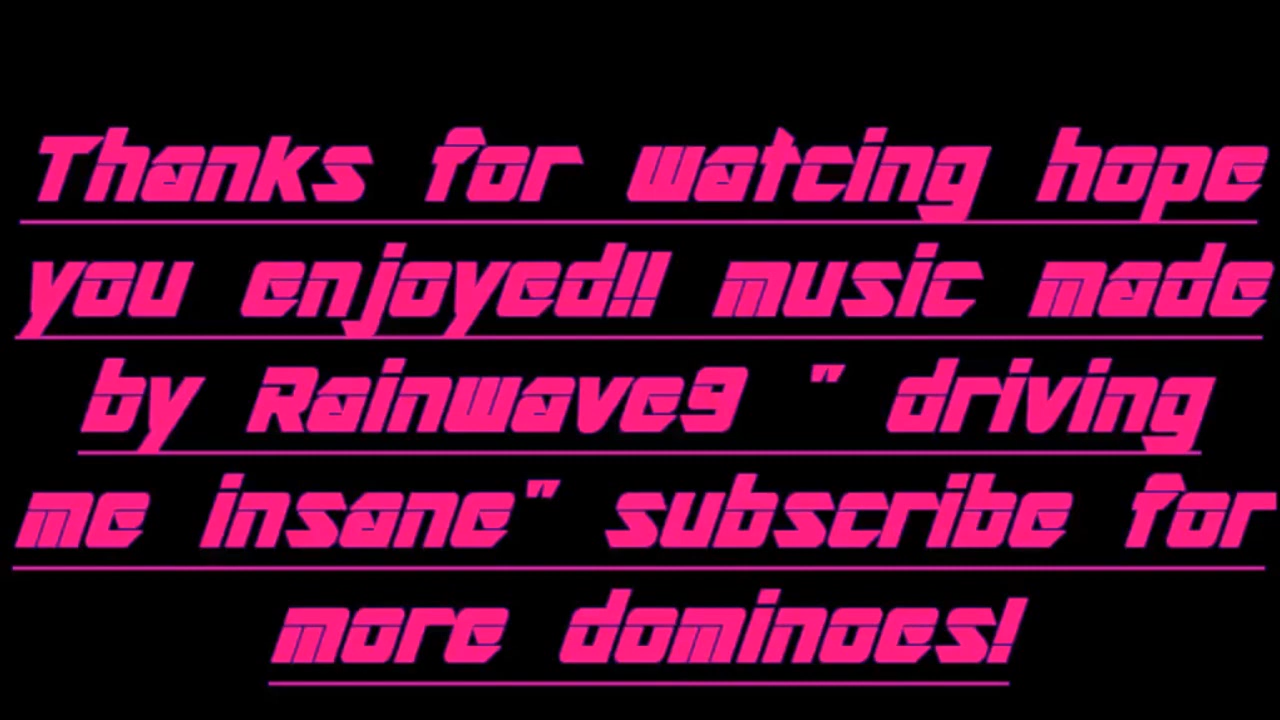 Thanks for watcing hope
you enjoyed!! music made
by Rainwave9 " driving
me insane" subscribe for
more dominoes!